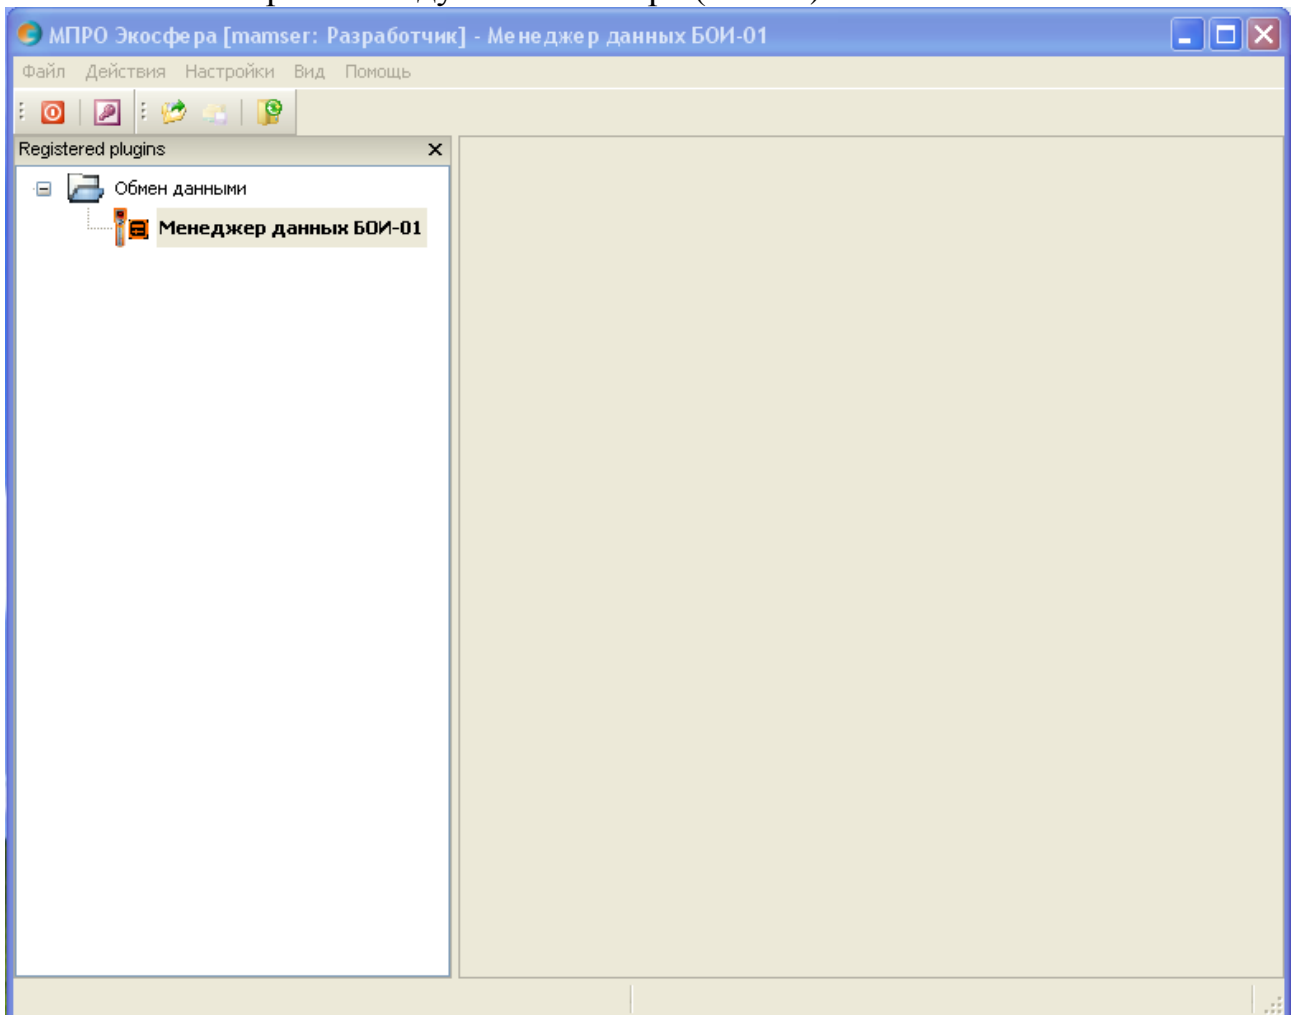 МПРО Экосфера [mamser: Разработчик] - Менеджер данных БОИ-01
Файл Действия Настройки Вид Помощь
Registered plugins
Обмен данными
Менеджер данных БОИ-01